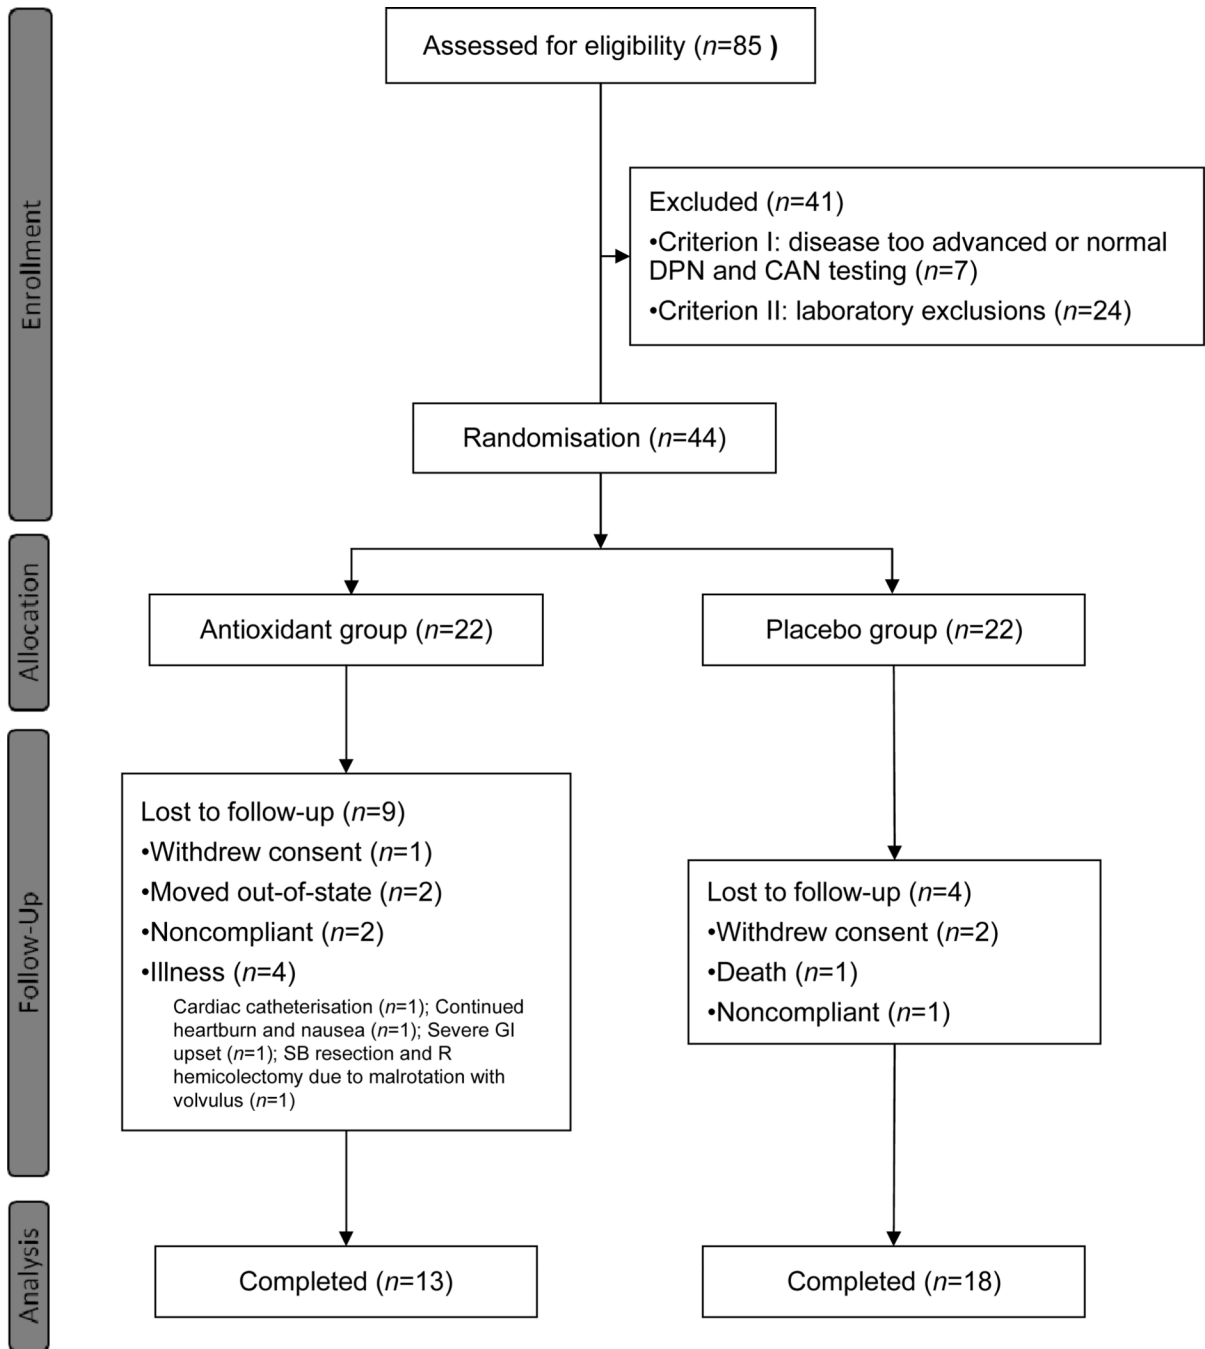 Enrollment
Assessed for eligibility (n=85 )
Excluded (n=41)
•Criterion I: disease too advanced or normal
DPN and CAN testing (n=7)
•Criterion II: laboratory exclusions (n=24)
Randomisation (n=44)
Allocation
Antioxidant group (n=22)
Placebo group (n=22)
Follow-Up
Lost to follow-up (n=9)
•Withdrew consent (n=1)
•Moved out-of-state (n=2)
•Noncompliant (n=2)
•Illness (n=4)
Cardiac catheterisation (n=1); Continued
heartburn and nausea (n=1); Severe GI
upset (n=1); SB resection and R
hemicolectomy due to malrotation with
volvulus (n=1)
Lost to follow-up (n=4)
•Withdrew consent (n=2)
•Death (n=1)
•Noncompliant (n=1)
Analysis
Completed (n=13)
Completed (n=18)